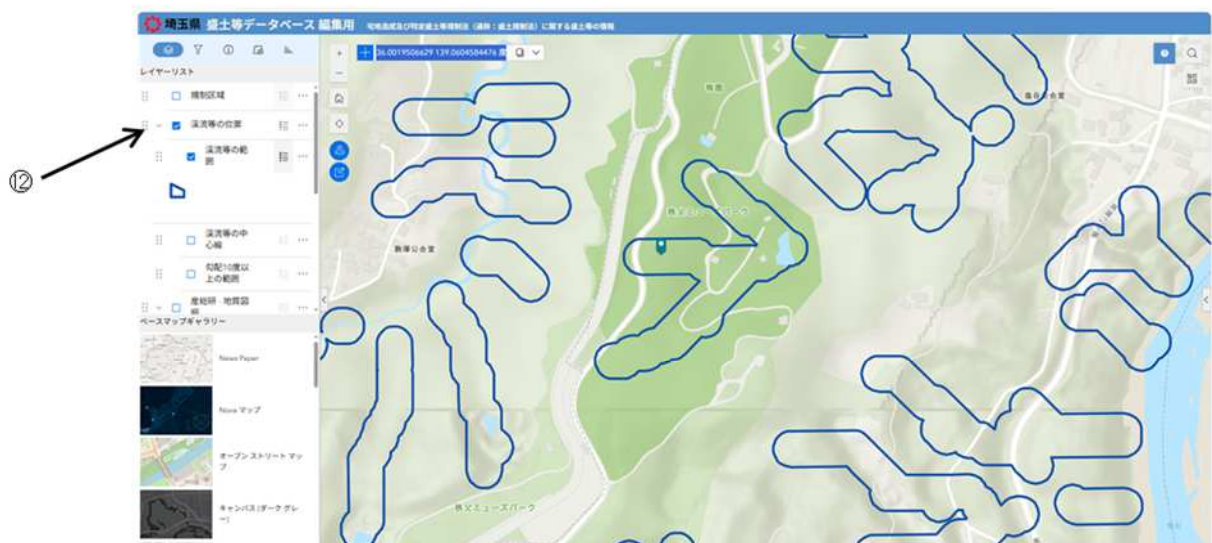 埼玉県 盛土等データベース 編集用 宅地造成及び特定盛土等規制法(通称:盛土規制法)に関する盛土等の情報
36.0019506629 139.0604584476 度
レイヤーリスト
規制区域
⑫
渓流等の位置
渓流等の範
囲
渓流等の中
心線
勾配10度以
上の範囲
産総研 - 地質図
ベースマップギャラリー
News Paper
Nova マップ
オープン ストリート マッ
プ
キャンバス (ダーク グレ
ー)
秩父ミューズパーク
秩父ミューズパーク